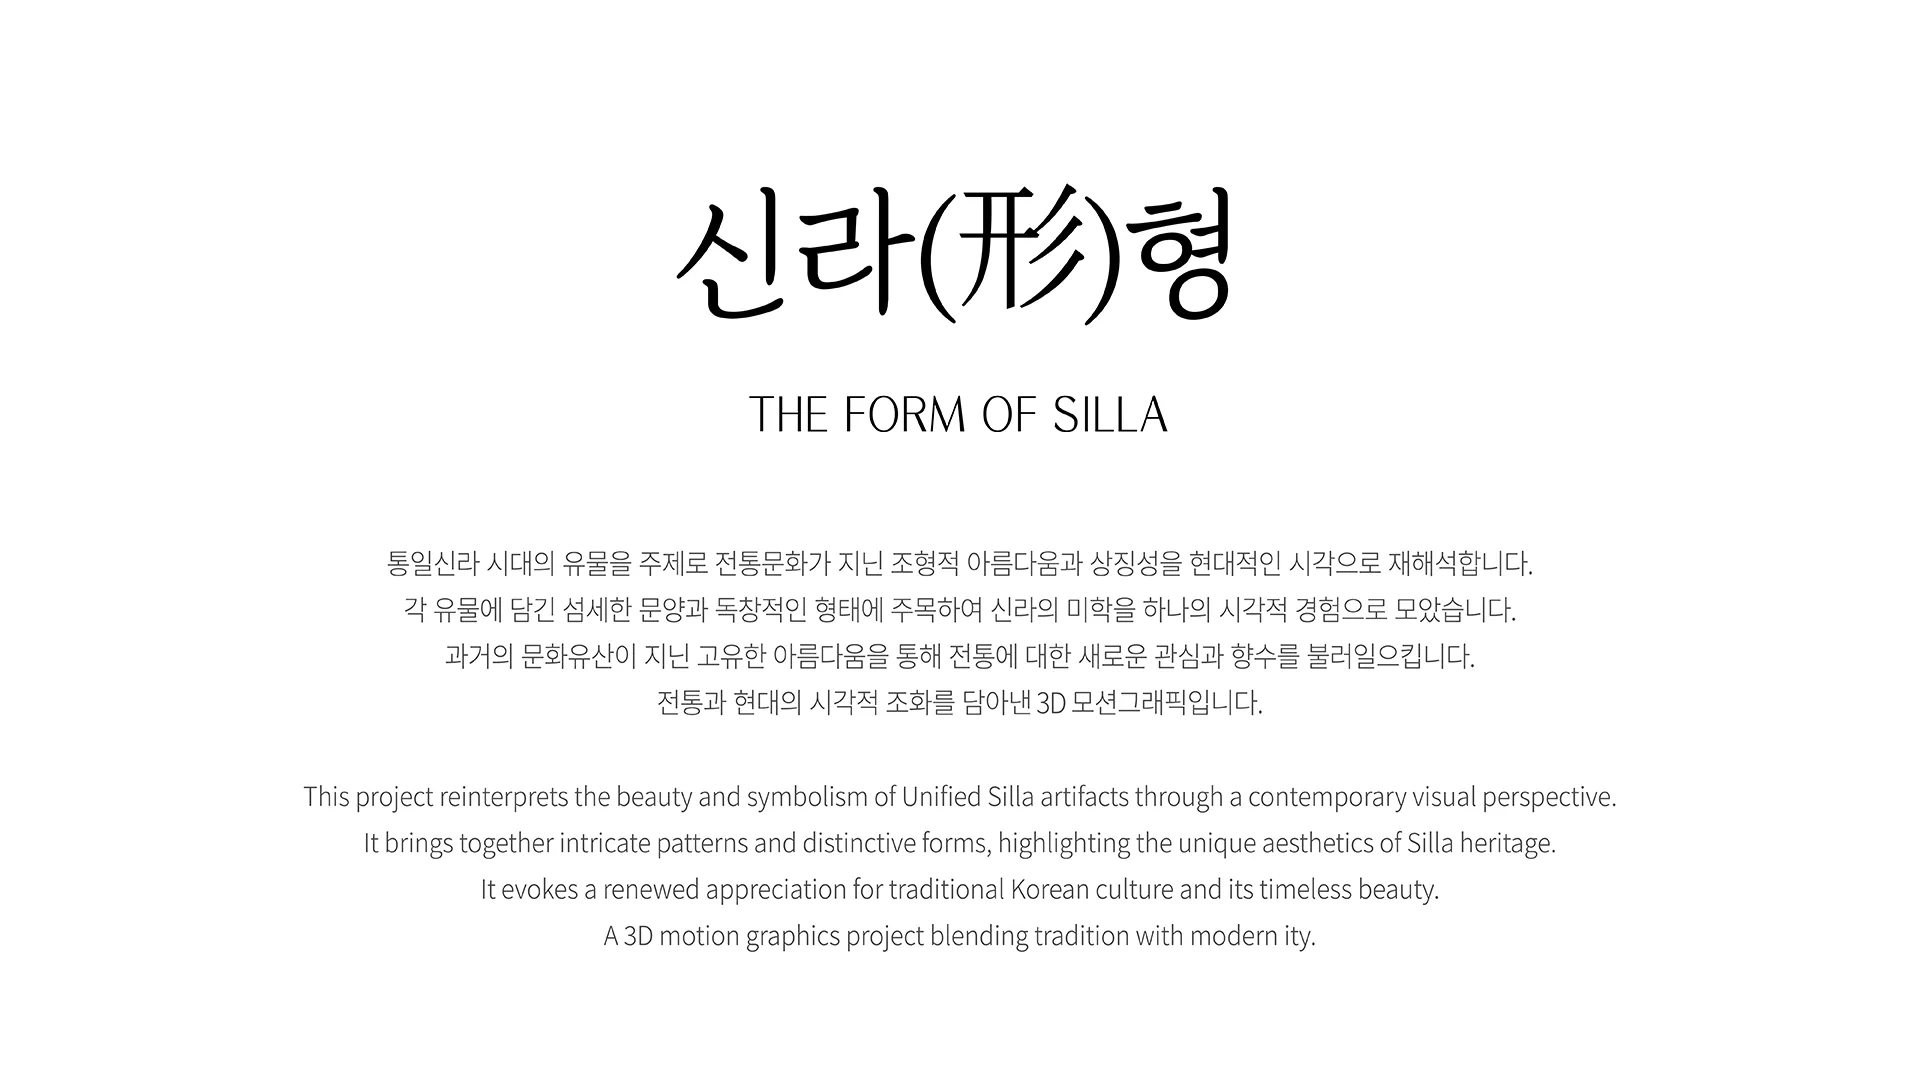 신라(形)형
THE FORM OF SILLA
통일신라 시대의 유물을 주제로 전통문화가 지닌 조형적 아름다움과 상징성을 현대적인 시각으로 재해석합니다.
각 유물에 담긴 섬세한 문양과 독창적인 형태에 주목하여 신라의 미학을 하나의 시각적 경험으로 모았습니다.
과거의 문화유산이 지닌 고유한 아름다움을 통해 전통에 대한 새로운 관심과 향수를 불러일으킵니다.
전통과 현대의 시각적 조화를 담아낸 3D 모션그래픽입니다.
This project reinterprets the beauty and symbolism of Unified Silla artifacts through a contemporary visual perspective.
It brings together intricate patterns and distinctive forms, highlighting the unique aesthetics of Silla heritage.
It evokes a renewed appreciation for traditional Korean culture and its timeless beauty.
A 3D motion graphics project blending tradition with modern ity.